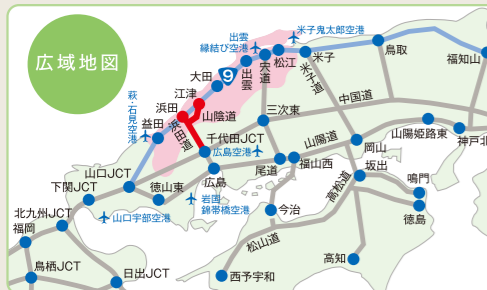 広域地図
米子鬼太郎空港
出雲
縁結び空港
宍道
松江
米子
鳥取
福知山
大田
9
出雲
米子道
江津
浜田
山陰道
中国道
萩・石見空港
益田
浜田道
三次東
千代田JCT
広島空港
山陽道
山陽姫路東
岡山
神戸北
山口JCT
尾道
福山西
坂出
下関JCT
徳山東
広島
高松道
鳴門
北九州JCT
山口宇部空港
岩国
錦帯橋空港
今治
徳島
福岡
松山道
鳥栖JCT
日出JCT
西予宇和
高知